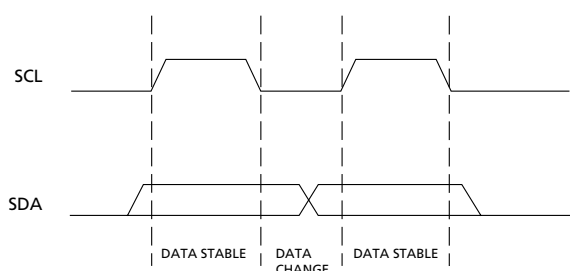 SCL
SDA
DATA STABLE
DATA
CHANGE
DATA STABLE